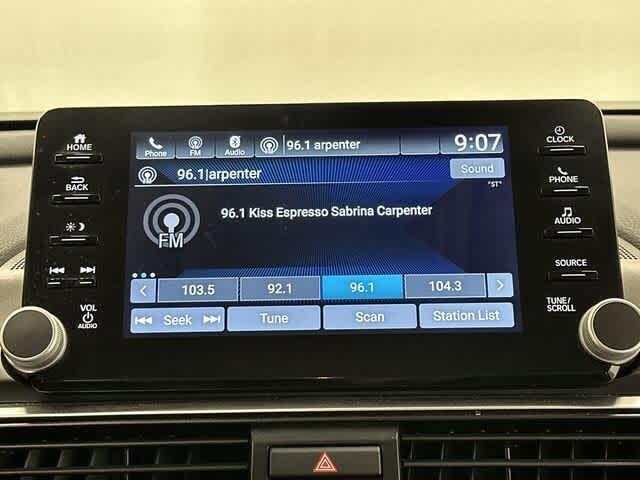 HOME
BACK
VOL
AUDIO
Phone
FM
Audio
96.1 arpenter
9:07
96.1|arpenter
Sound
"ST"
96.1 Kiss Espresso Sabrina Carpenter
FM
103.5
92.1
96.1
104.3
Seek
Tune
Scan
Station List
CLOCK
PHONE
AUDIO
SOURCE
TUNE/
SCROLL